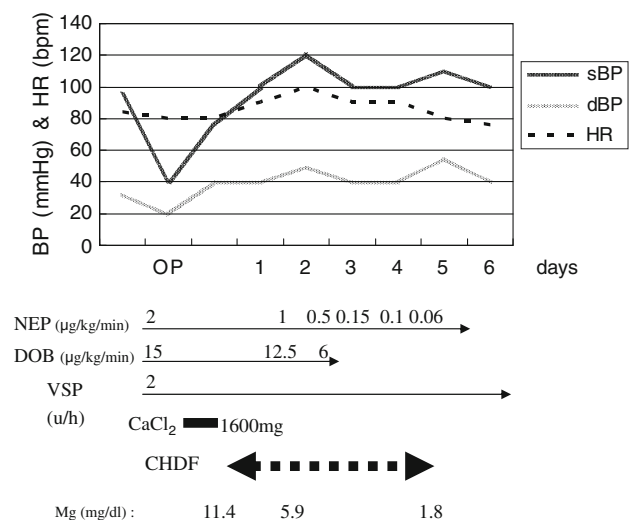 BP (mmHg) & HR (bpm)
140
120
100
80
60
40
20
0
sBP
dBP
HR
OP 1 2 3 4 5 6 days
NEP (μg/kg/min) 2 1 0.5 0.15 0.1 0.06
DOB (μg/kg/min) 15 12.5 6
VSP 2
(u/h)
CaCl₂ 1600mg
CHDF
Mg (mg/dl) : 11.4 5.9 1.8